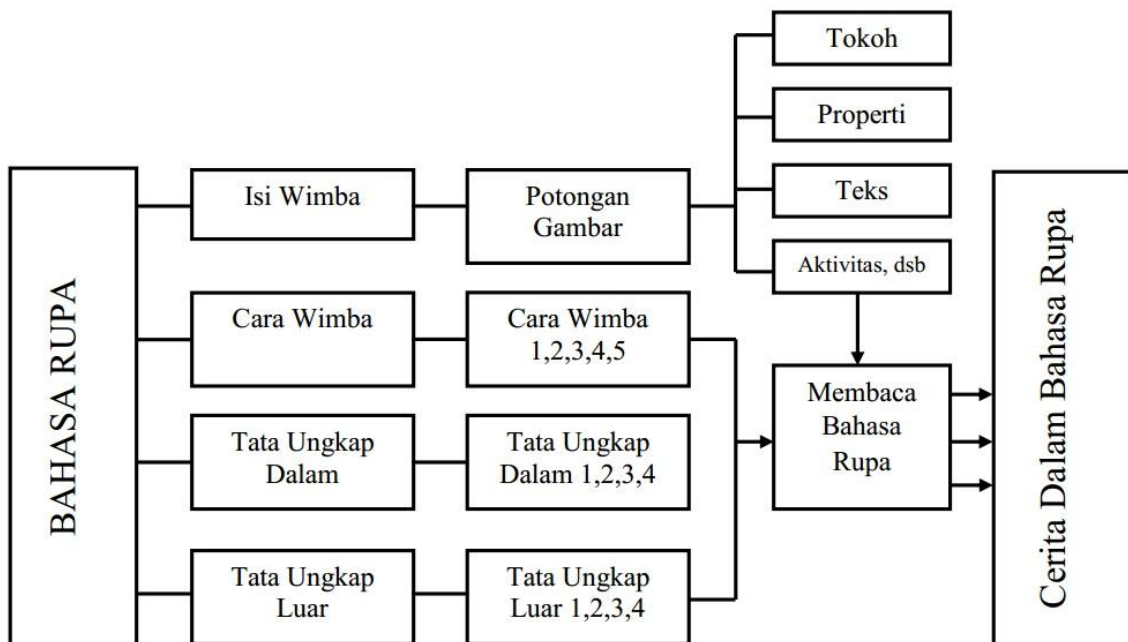 BAHASA RUPA
Isi Wimba
Cara Wimba
Tata Ungkap
Dalam
Tata Ungkap
Luar
Potongan
Gambar
Cara Wimba
1,2,3,4,5
Tata Ungkap
Dalam 1,2,3,4
Tata Ungkap
Luar 1,2,3,4
Tokoh
Properti
Teks
Aktivitas, dsb
Membaca
Bahasa
Rupa
Cerita Dalam Bahasa Rupa